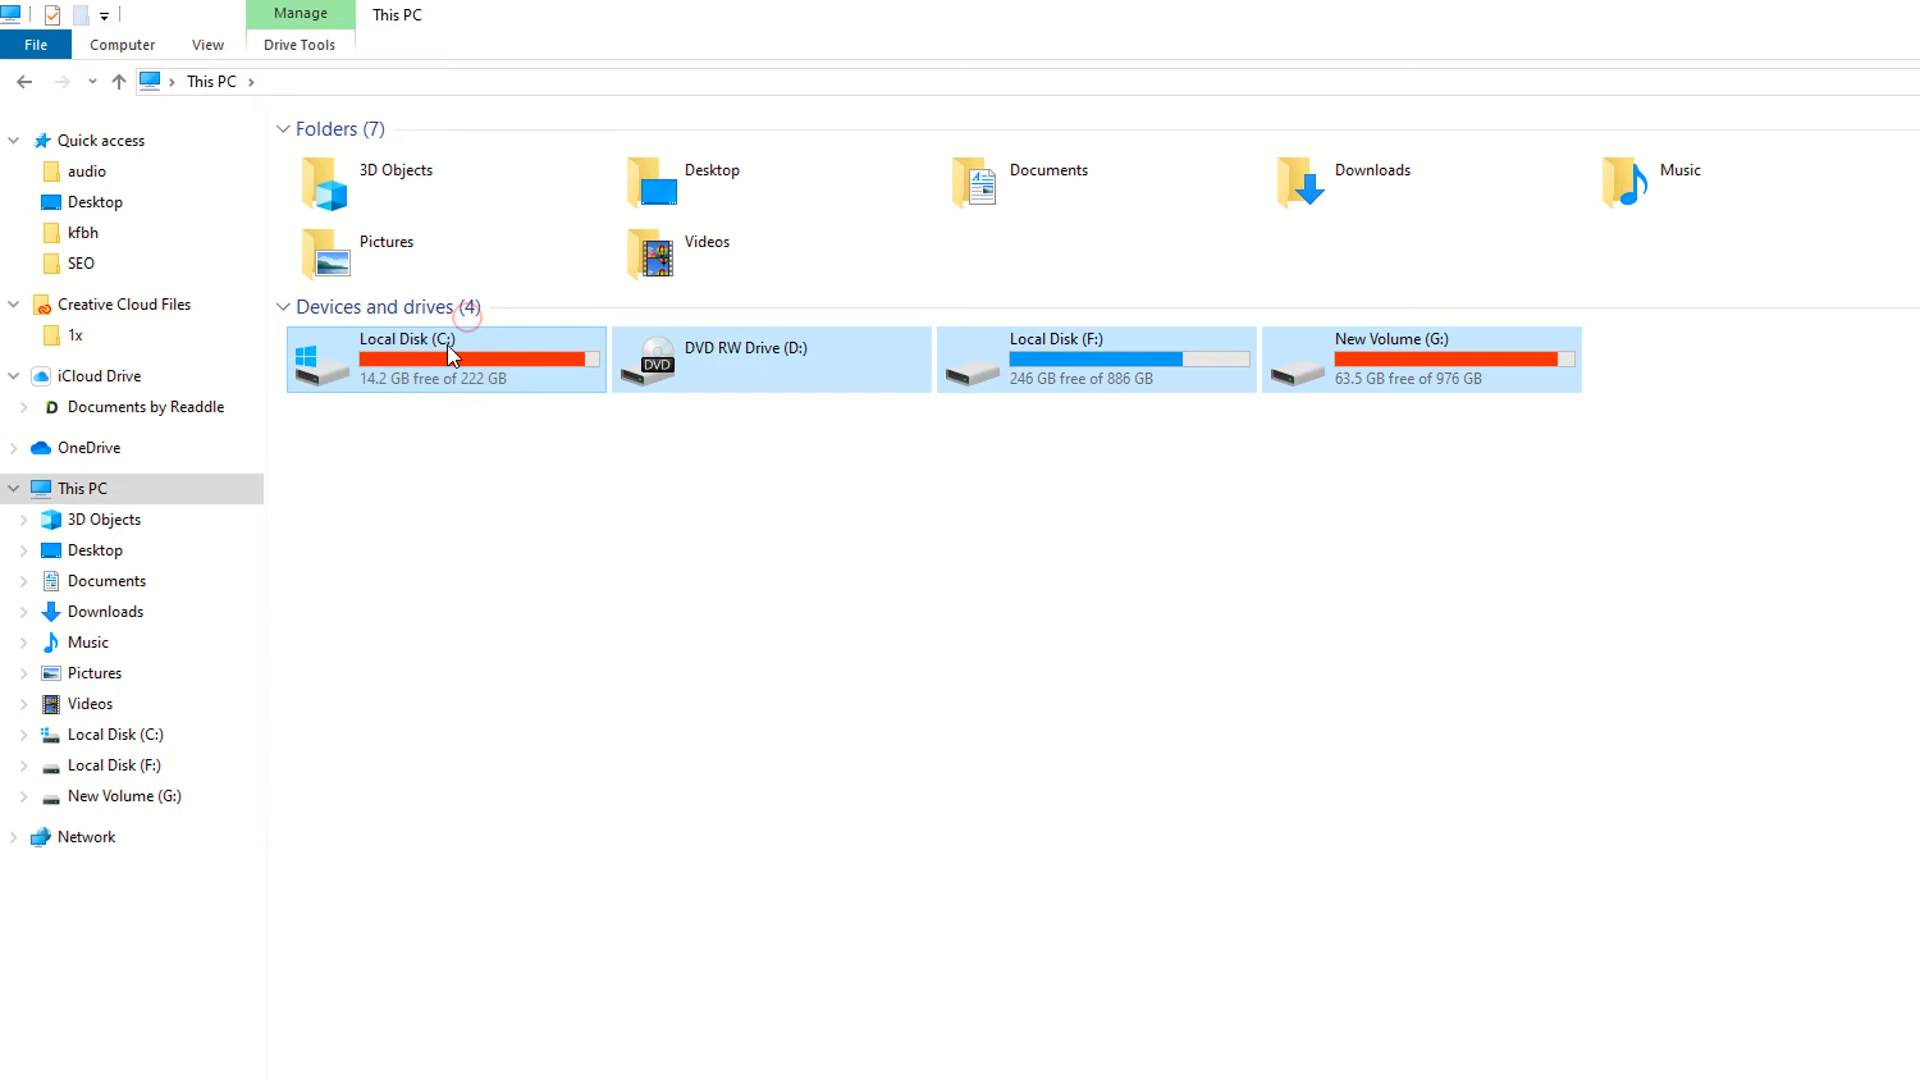 Manage
This PC
File
Computer
View
Drive Tools
This PC
Quick access
audio
Desktop
kfbh
SEO
Creative Cloud Files
1x
iCloud Drive
Documents by Readdle
OneDrive
This PC
3D Objects
Desktop
Documents
Downloads
Music
Pictures
Videos
Local Disk (C:)
Local Disk (F:)
New Volume (G:)
Network
Folders (7)
3D Objects
Desktop
Documents
Downloads
Music
Pictures
Videos
Devices and drives (4)
Local Disk (C:)
14.2 GB free of 222 GB
DVD RW Drive (D:)
DVD
Local Disk (F:)
246 GB free of 886 GB
New Volume (G:)
63.5 GB free of 976 GB